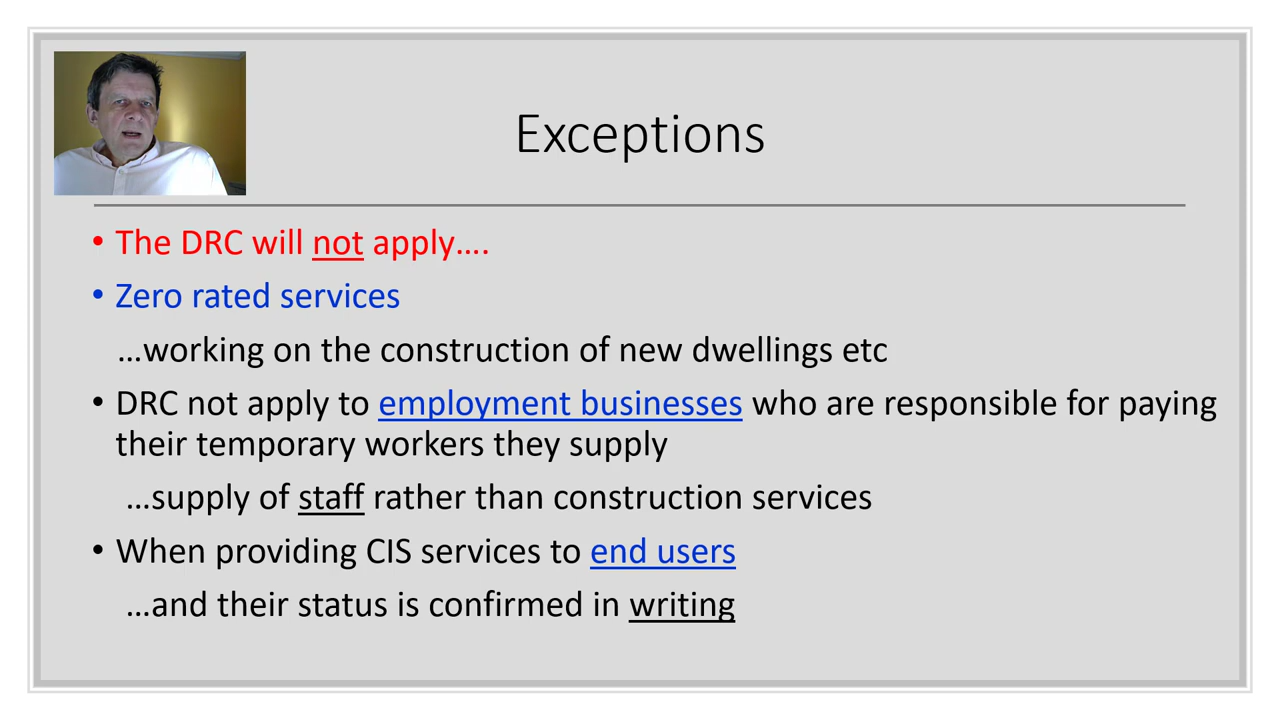 Exceptions
• The DRC will not apply….
• Zero rated services
…working on the construction of new dwellings etc
• DRC not apply to employment businesses who are responsible for paying
their temporary workers they supply
…supply of staff rather than construction services
• When providing CIS services to end users
…and their status is confirmed in writing